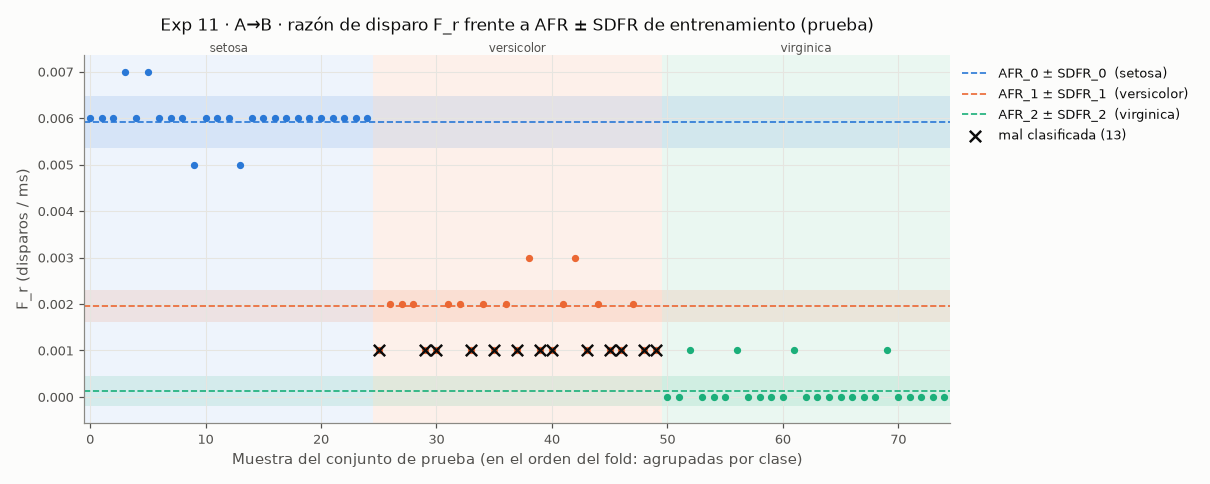 Exp 11 · A→B · razón de disparo F_r frente a AFR ± SDFR de entrenamiento (prueba)
setosa
versicolor
virginica
F_r (disparos / ms)
0.007
0.006
0.005
0.004
0.003
0.002
0.001
0.000
0
10
20
30
40
50
60
70
Muestra del conjunto de prueba (en el orden del fold: agrupadas por clase)
AFR_0 ± SDFR_0 (setosa)
AFR_1 ± SDFR_1 (versicolor)
AFR_2 ± SDFR_2 (virginica)
mal clasificada (13)